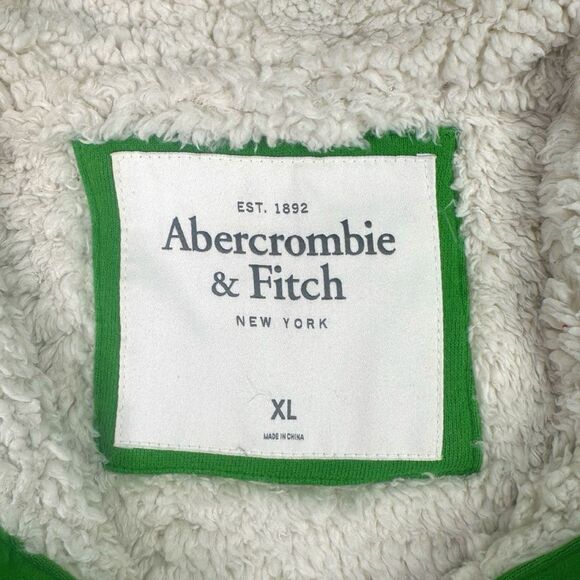 EST. 1892
Abercrombie
& Fitch
NEW YORK
XL
MADE IN CHINA